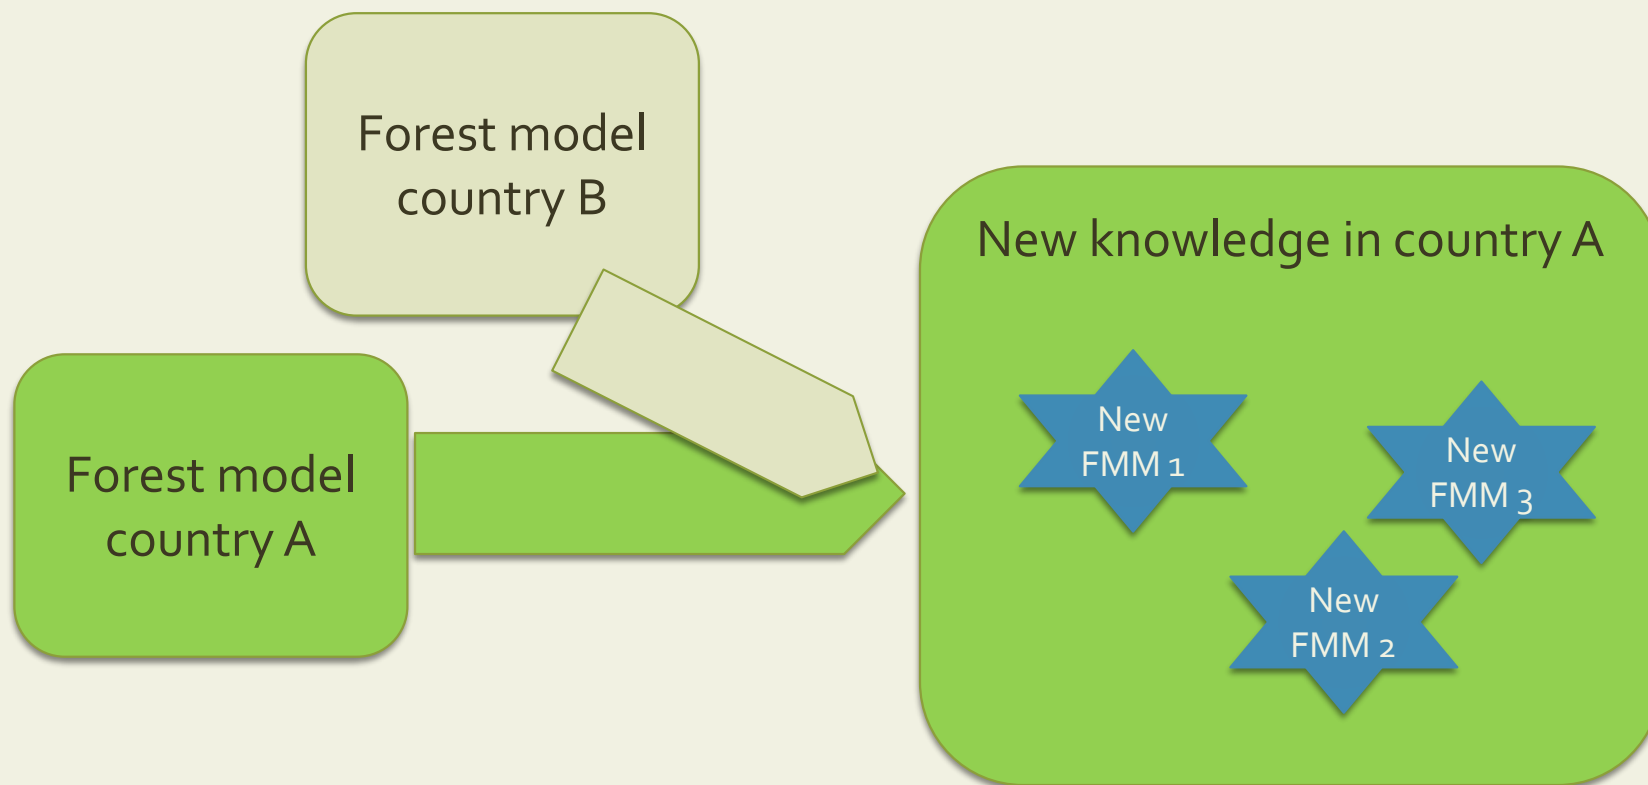 Forest model
country B
Forest model
country A
New knowledge in country A
New
FMM 1
New
FMM 3
New
FMM 2